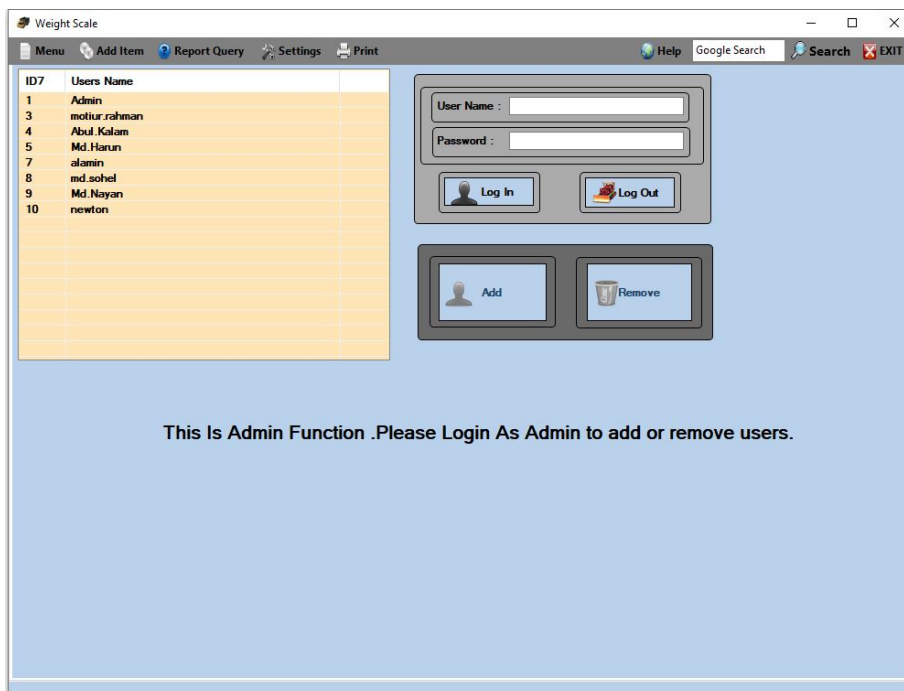 Weight Scale
Menu Add Item Report Query Settings Print Help Google Search Search EXIT
ID7 Users Name
1 Admin
3 motiur.rahman
4 Abul.Kalam
5 Md.Harun
7 alamin
8 md.sohel
9 Md.Nayan
10 newton
User Name :
Password :
Log In Log Out
Add Remove
This Is Admin Function .Please Login As Admin to add or remove users.